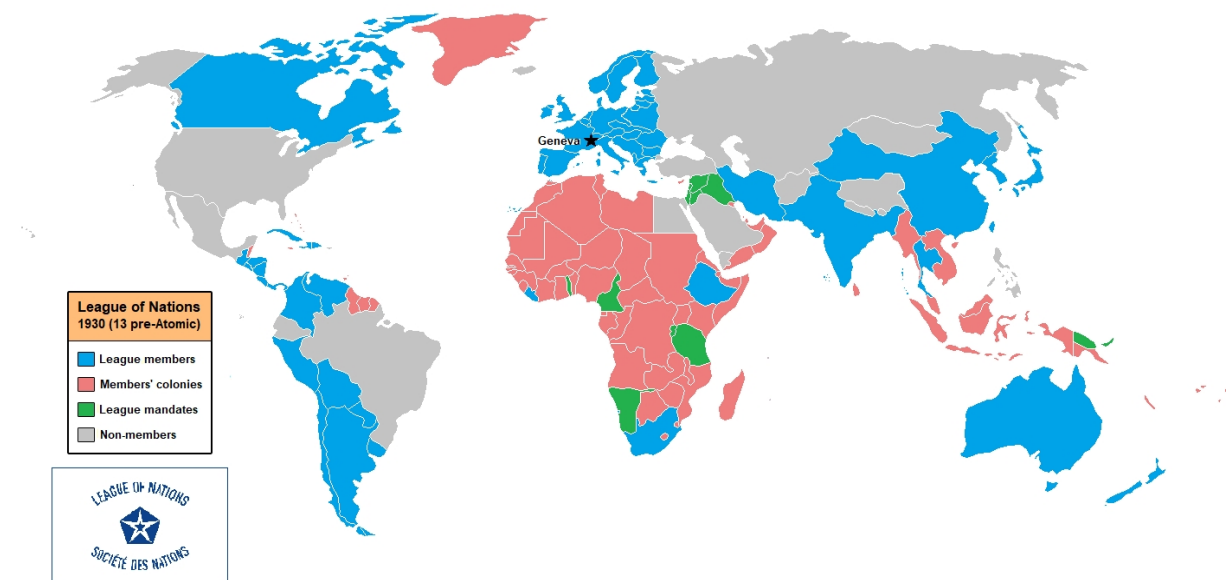 Geneva
League of Nations
1930 (13 pre-Atomic)
League members
Members' colonies
League mandates
Non-members
LEAGUE OF NATIONS
SOCIÉTÉ DES NATIONS